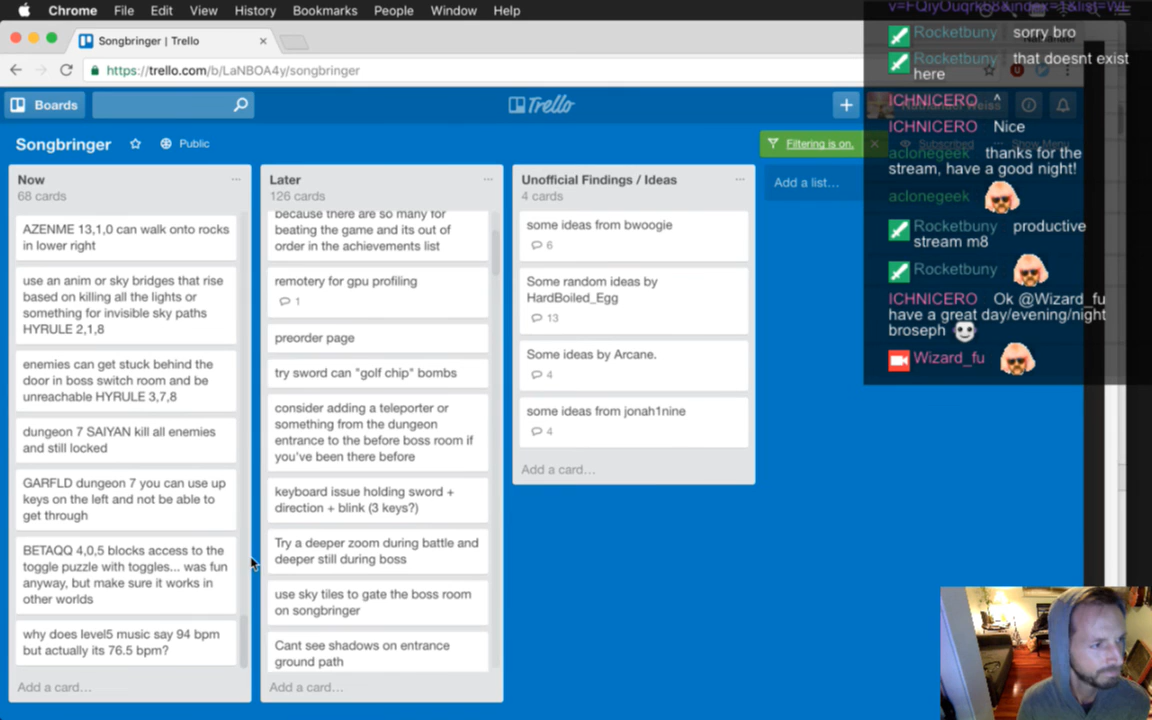 Chrome File Edit View History Bookmarks People Window Help
Songbringer | Trello
https://trello.com/b/LaNBOA4y/songbringer
Boards
Trello
Songbringer
Public
Filtering is on.
Now
68 cards
AZENME 13,1,0 can walk onto rocks
in lower right
use an anim or sky bridges that rise
based on killing all the lights or
something for invisible sky paths
HYRULE 2,1,8
enemies can get stuck behind the
door in boss switch room and be
unreachable HYRULE 3,7,8
dungeon 7 SAIYAN kill all enemies
and still locked
GARFLD dungeon 7 you can use up
keys on the left and not be able to
get through
BETAQQ 4,0,5 blocks access to the
toggle puzzle with toggles... was fun
anyway, but make sure it works in
other worlds
why does level5 music say 94 bpm
but actually its 76.5 bpm?
Add a card...
Later
126 cards
because there are so many for
beating the game and its out of
order in the achievements list
remotery for gpu profiling
1
preorder page
try sword can "golf chip" bombs
consider adding a teleporter or
something from the dungeon
entrance to the before boss room if
you've been there before
keyboard issue holding sword +
direction + blink (3 keys?)
Try a deeper zoom during battle and
deeper still during boss
use sky tiles to gate the boss room
on songbringer
Cant see shadows on entrance
ground path
Add a card...
Unofficial Findings / Ideas
4 cards
some ideas from bwoogie
6
Some random ideas by
HardBoiled_Egg
13
Some ideas by Arcane.
4
some ideas from jonah1nine
4
Add a card...
Add a list...
Rocketbuny sorry bro
Rocketbuny that doesnt exist
here
ICHNICERO ^
ICHNICERO Nice
aclonegeek thanks for the
stream, have a good night!
aclonegeek
Rocketbuny productive
stream m8
Rocketbuny
ICHNICERO Ok @Wizard_fu
have a great day/evening/night
broseph
Wizard_fu